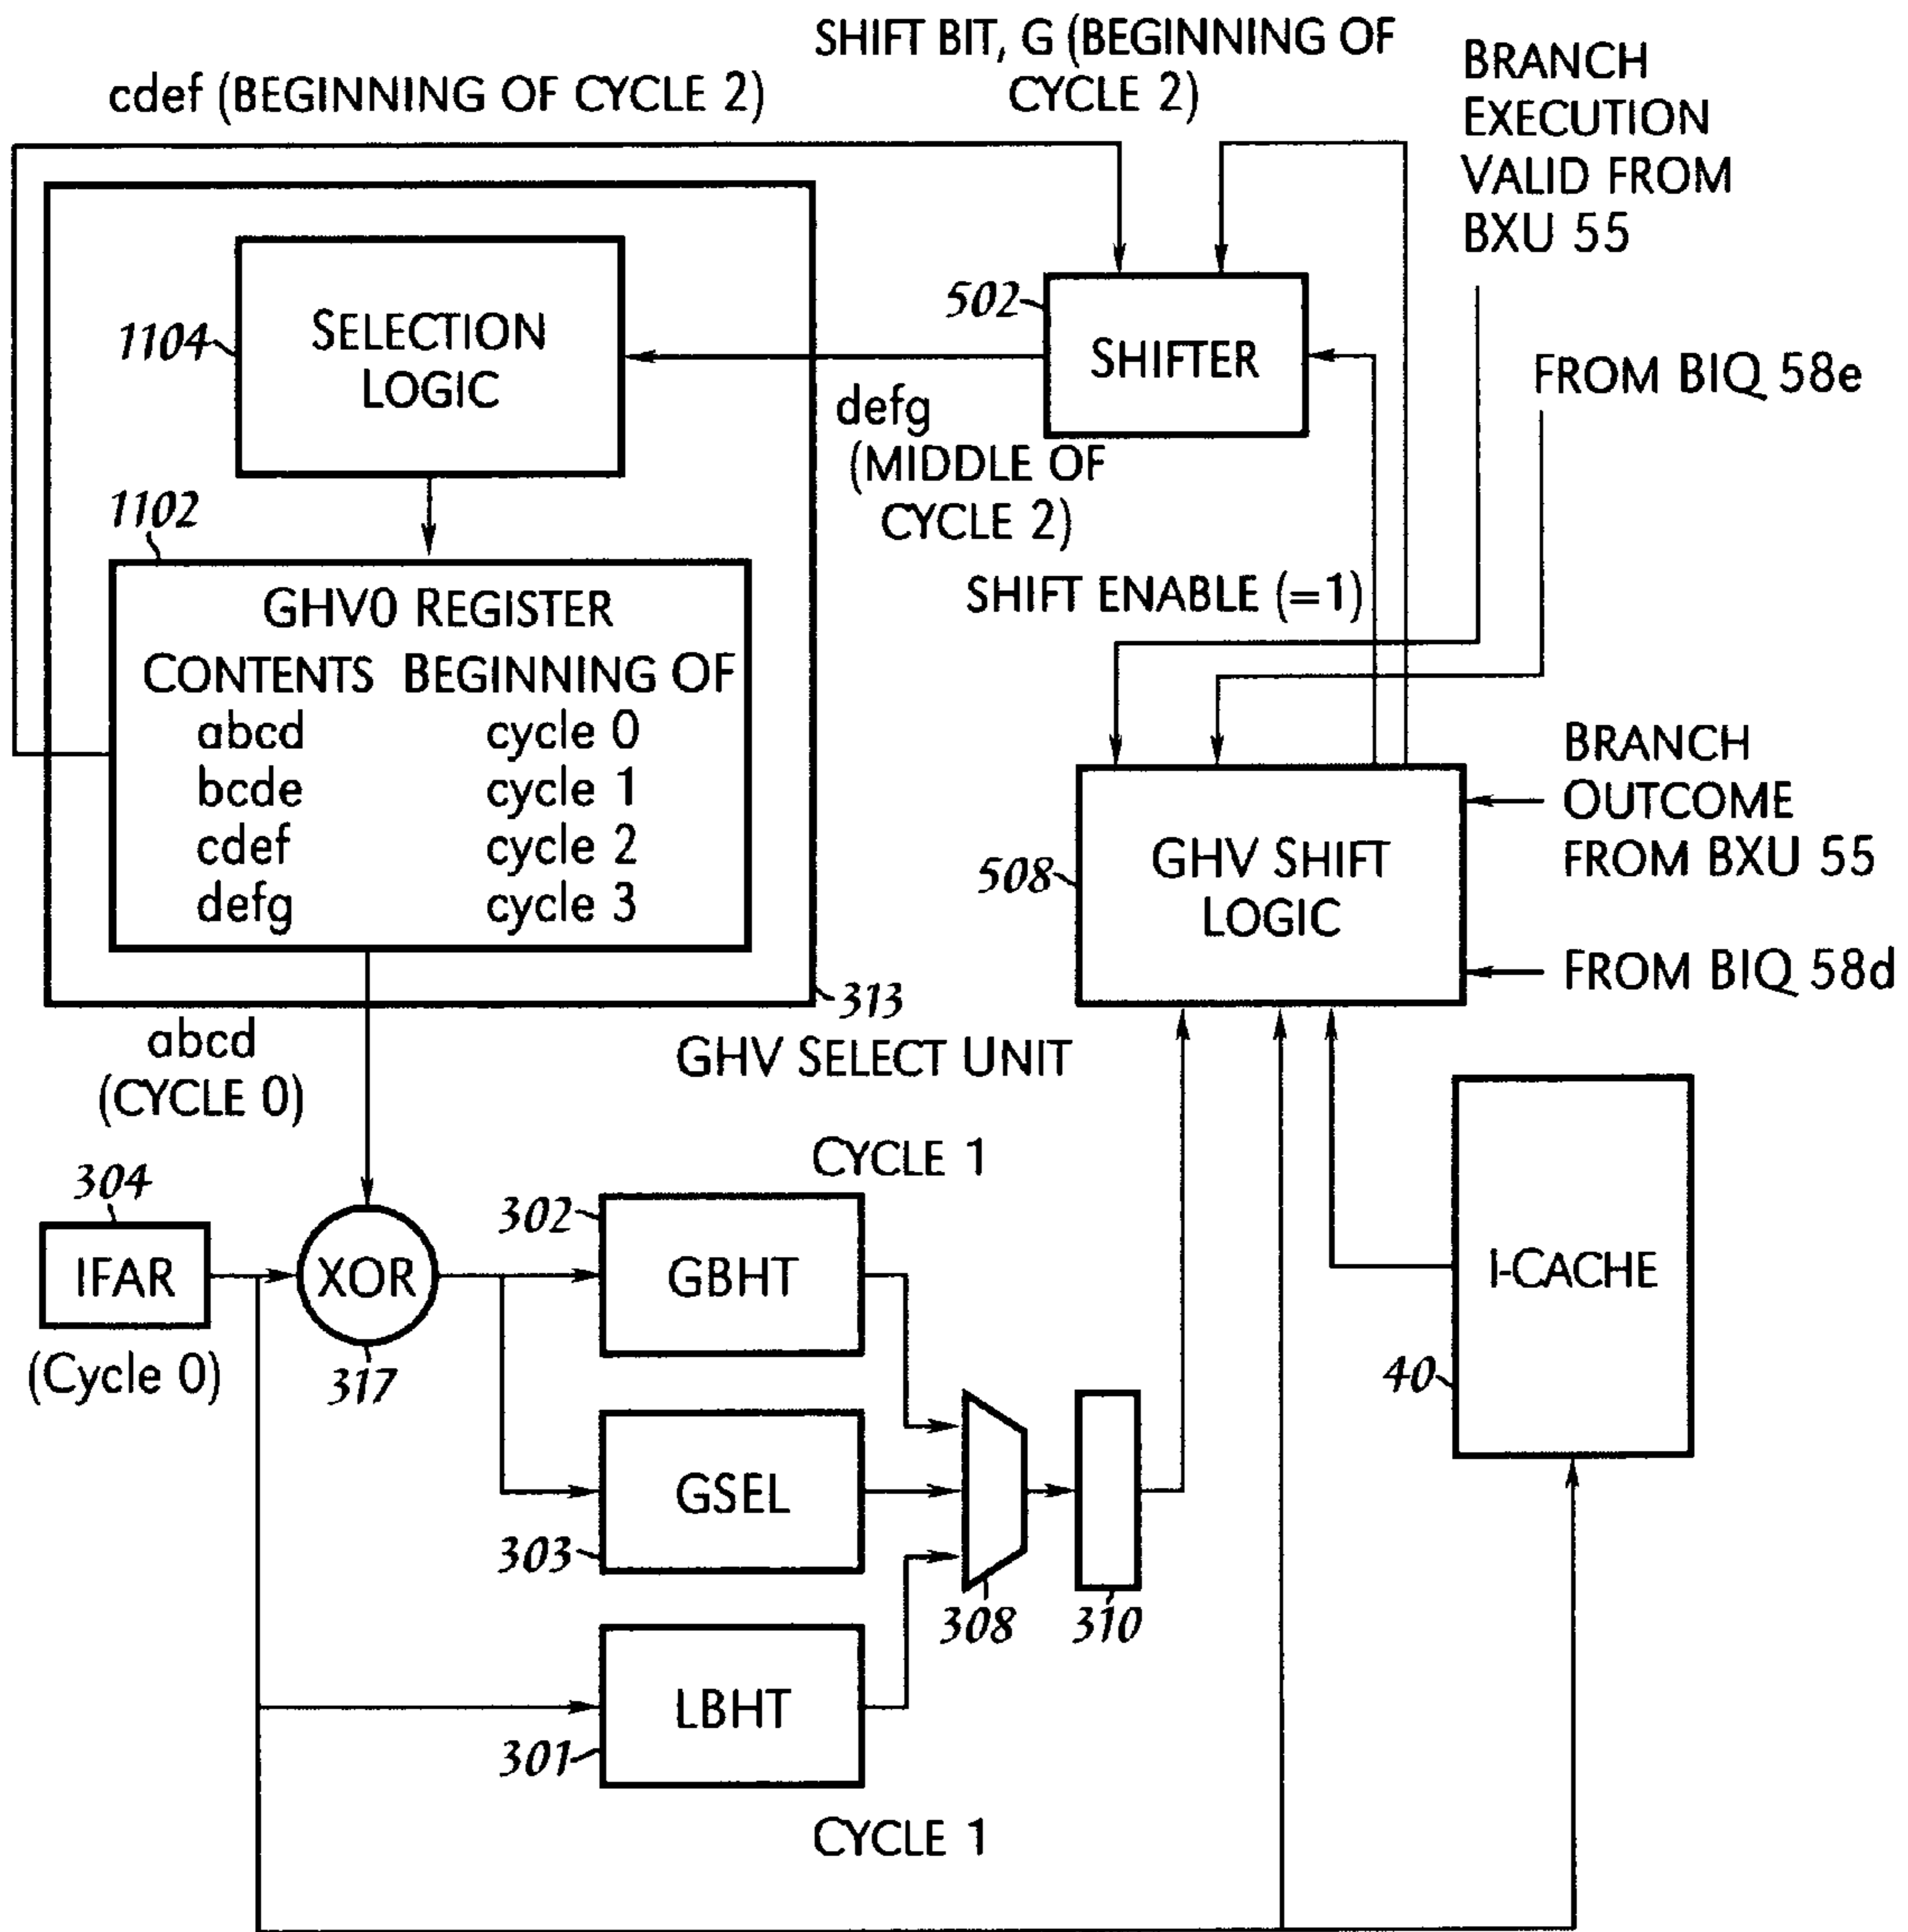 SHIFT BIT, G (BEGINNING OF
CYCLE 2)
cdef (BEGINNING OF CYCLE 2)
BRANCH
EXECUTION
VALID FROM
BXU 55
1104
SELECTION
LOGIC
502
SHIFTER
FROM BIQ 58e
defg
(MIDDLE OF
CYCLE 2)
1102
GHV0 REGISTER
CONTENTS BEGINNING OF
abcd cycle 0
bcde cycle 1
cdef cycle 2
defg cycle 3
SHIFT ENABLE (=1)
BRANCH
OUTCOME
FROM BXU 55
508
GHV SHIFT
LOGIC
FROM BIQ 58d
313
GHV SELECT UNIT
abcd
(CYCLE 0)
CYCLE 1
304
IFAR
(Cycle 0)
XOR
317
302
GBHT
GSEL
303
LBHT
301
308
310
I-CACHE
40
CYCLE 1